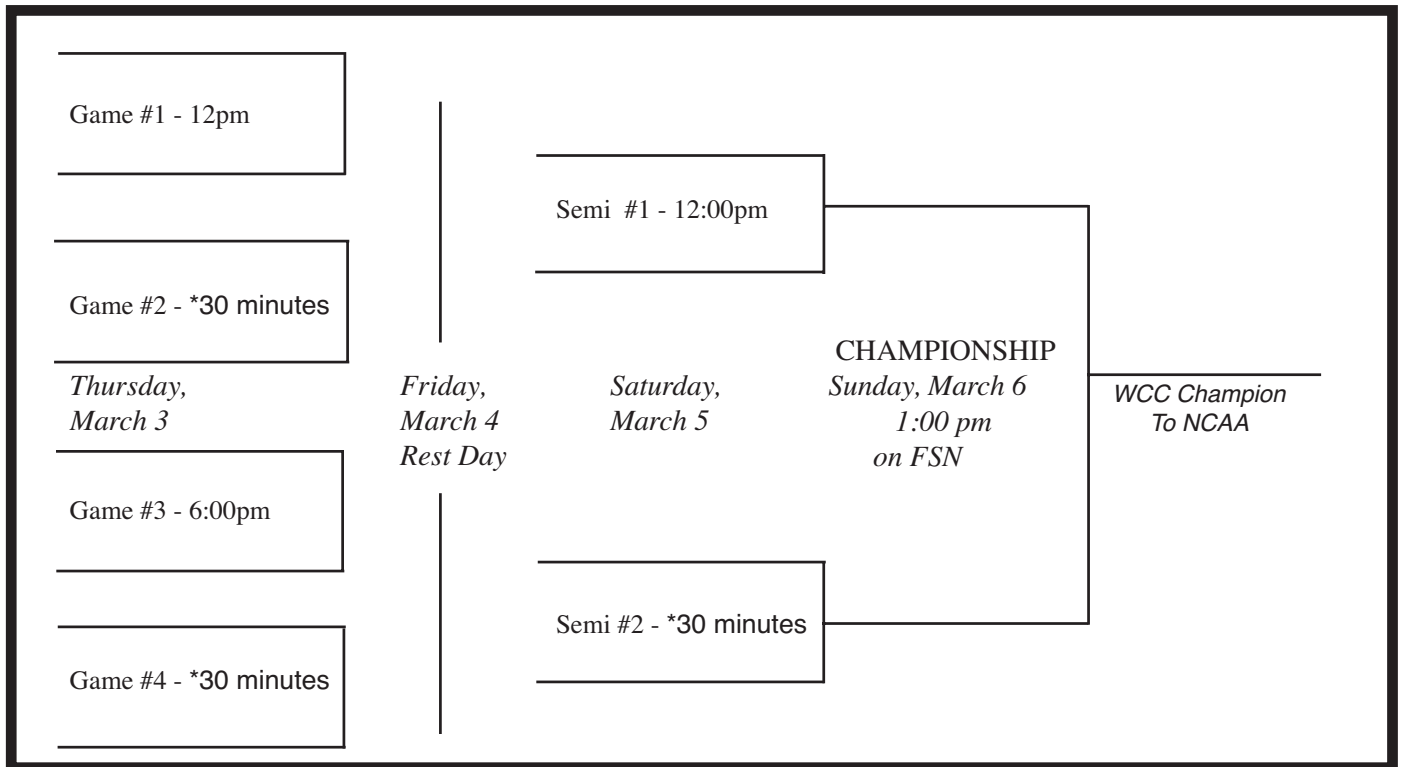 Game #1 - 12pm
Game #2 - *30 minutes
Thursday,
March 3
Game #3 - 6:00pm
Game #4 - *30 minutes
Friday,
March 4
Rest Day
Semi #1 - 12:00pm
Saturday,
March 5
Semi #2 - *30 minutes
CHAMPIONSHIP
Sunday, March 6
1:00 pm
on FSN
WCC Champion
To NCAA